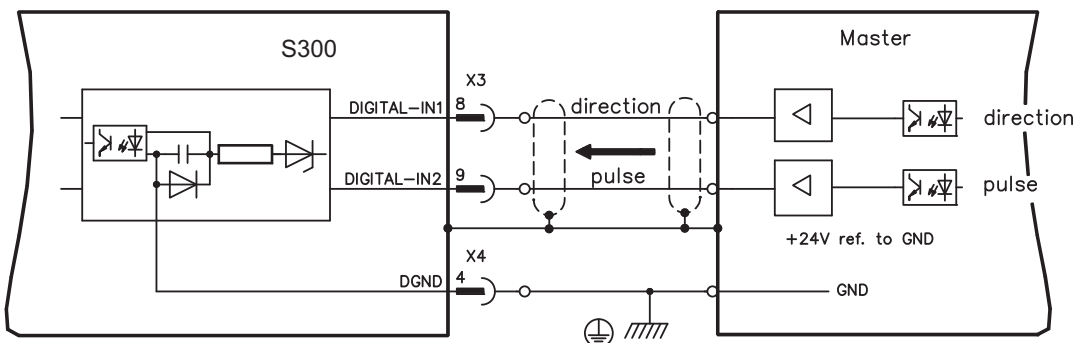 S300
Master
X3
DIGITAL-IN1 8 direction direction
pulse
DIGITAL-IN2 9 pulse
+24V ref. to GND
X4
DGND 4 GND